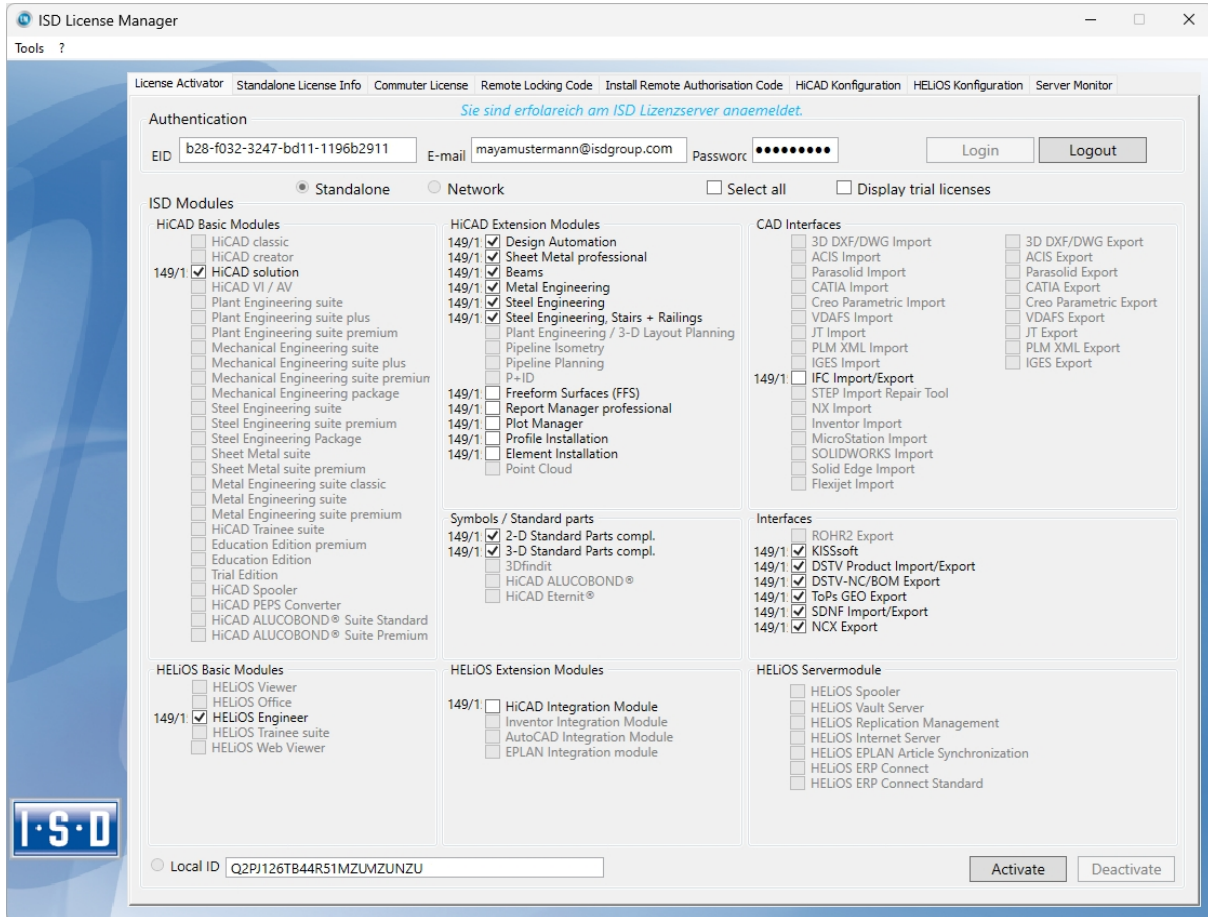 ISD License Manager
Tools ?
License Activator Standalone License Info Commuter License Remote Locking Code Install Remote Authorisation Code HiCAD Konfiguration HELiOS Konfiguration Server Monitor
Authentication
Sie sind erfolareich am ISD Lizenzserver anaemeldet.
EID b28-f032-3247-bd11-1196b2911 E-mail mayamustermann@isdgroup.com Passworc ●●●●●●●●● Login Logout
Standalone Network Select all Display trial licenses
ISD Modules
HiCAD Basic Modules
HiCAD classic
HiCAD creator
149/1: HiCAD solution
HiCAD VI / AV
Plant Engineering suite
Plant Engineering suite plus
Plant Engineering suite premium
Mechanical Engineering suite
Mechanical Engineering suite plus
Mechanical Engineering suite premium
Mechanical Engineering package
Steel Engineering suite
Steel Engineering suite premium
Steel Engineering Package
Sheet Metal suite
Sheet Metal suite premium
Metal Engineering suite classic
Metal Engineering suite
Metal Engineering suite premium
HiCAD Trainee suite
Education Edition premium
Education Edition
Trial Edition
HiCAD Spooler
HiCAD PEPS Converter
HiCAD ALUCOBOND® Suite Standard
HiCAD ALUCOBOND® Suite Premium
HiCAD Extension Modules
149/1: Design Automation
149/1: Sheet Metal professional
149/1: Beams
149/1: Metal Engineering
149/1: Steel Engineering
149/1: Steel Engineering, Stairs + Railings
Plant Engineering / 3-D Layout Planning
Pipeline Isometry
Pipeline Planning
P+ID
149/1: Freeform Surfaces (FFS)
149/1: Report Manager professional
149/1: Plot Manager
149/1: Profile Installation
149/1: Element Installation
Point Cloud
CAD Interfaces
3D DXF/DWG Import 3D DXF/DWG Export
ACIS Import ACIS Export
Parasolid Import Parasolid Export
CATIA Import CATIA Export
Creo Parametric Import Creo Parametric Export
VDAFS Import VDAFS Export
JT Import JT Export
PLM XML Import PLM XML Export
IGES Import IGES Export
149/1: IFC Import/Export
STEP Import Repair Tool
NX Import
Inventor Import
MicroStation Import
SOLIDWORKS Import
Solid Edge Import
Flexijet Import
Symbols / Standard parts
149/1: 2-D Standard Parts compl.
149/1: 3-D Standard Parts compl.
3Dfindit
HiCAD ALUCOBOND®
HiCAD Eternit®
Interfaces
ROHR2 Export
149/1: KISSsoft
149/1: DSTV Product Import/Export
149/1: DSTV-NC/BOM Export
149/1: ToPs GEO Export
149/1: SDNF Import/Export
149/1: NCX Export
HELiOS Basic Modules
HELiOS Viewer
HELiOS Office
149/1: HELiOS Engineer
HELiOS Trainee suite
HELiOS Web Viewer
HELiOS Extension Modules
149/1: HiCAD Integration Module
Inventor Integration Module
AutoCAD Integration Module
EPLAN Integration module
HELiOS Servermodule
HELiOS Spooler
HELiOS Vault Server
HELiOS Replication Management
HELiOS Internet Server
HELiOS EPLAN Article Synchronization
HELiOS ERP Connect
HELiOS ERP Connect Standard
I·S·D
Local ID Q2PJ126TB44R51MZUMZUNZU Activate Deactivate